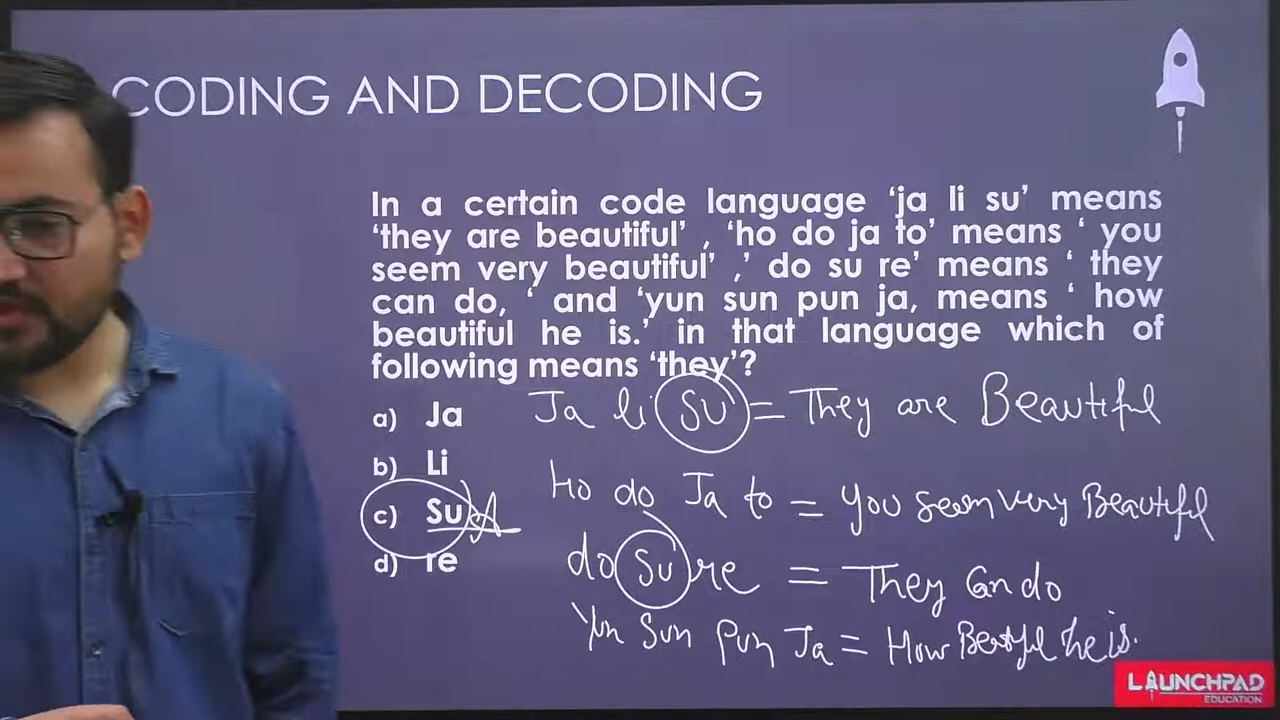 CODING AND DECODING
In a certain code language ‘ja li su’ means
‘they are beautiful’ , ‘ho do ja to’ means ‘ you
seem very beautiful’ ,’ do su re’ means ‘ they
can do, ‘ and ‘yun sun pun ja, means ‘ how
beautiful he is.’ in that language which of
following means ‘they’?
a) Ja
b) Li
c) Su
d) re
Ja li su = They are Beautiful
Ho do Ja to = you seem very Beautiful
do su re = They can do
Yun Sun Pun Ja = How he is.
LAUNCHPAD
EDUCATION